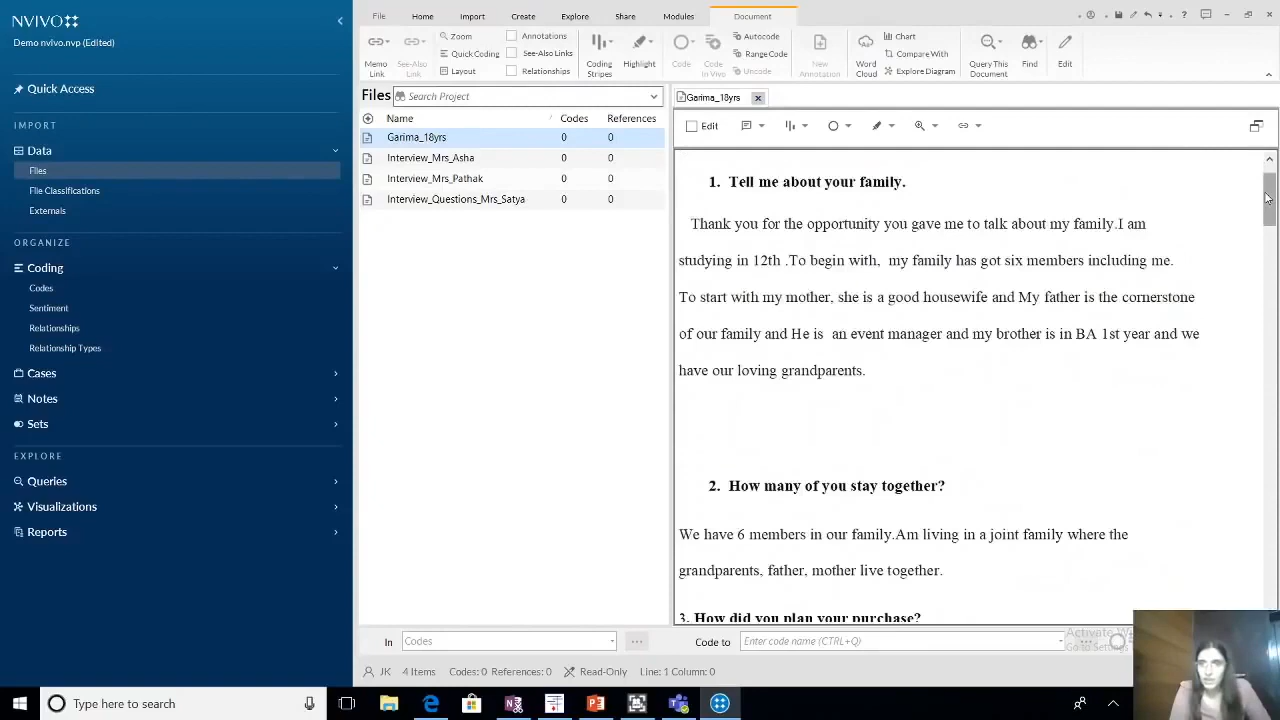 NVIVO
Demo nvivo.nvp (Edited)
Quick Access
IMPORT
Data
Files
File Classifications
Externals
ORGANIZE
Coding
Codes
Sentiment
Relationships
Relationship Types
Cases
Notes
Sets
EXPLORE
Queries
Visualizations
Reports
File Home Import Create Explore Share Modules Document
Memo Link
See-Also Link
Zoom
Quick Coding
Layout
Annotations
See-Also Links
Relationships
Coding Stripes
Highlight
Code
Code In Vivo
Autocode
Range Code
Uncode
New Annotation
Word Cloud
Chart
Compare With
Explore Diagram
Query This Document
Find
Edit
Files Search Project
Name Codes References
Garima_18yrs 0 0
Interview_Mrs_Asha 0 0
Interview_Mrs_Pathak 0 0
Interview_Questions_Mrs_Satya 0 0
Garima_18yrs
Edit
1. Tell me about your family.
Thank you for the opportunity you gave me to talk about my family.I am
studying in 12th .To begin with, my family has got six members including me.
To start with my mother, she is a good housewife and My father is the cornerstone
of our family and He is an event manager and my brother is in BA 1st year and we
have our loving grandparents.
2. How many of you stay together?
We have 6 members in our family.Am living in a joint family where the
grandparents, father, mother live together.
3. How did you plan your purchase?
In Codes Code to Enter code name (CTRL+Q)
Activate W
Go to Settings
JK 4 Items Codes: 0 References: 0 Read-Only Line: 1 Column: 0
Type here to search